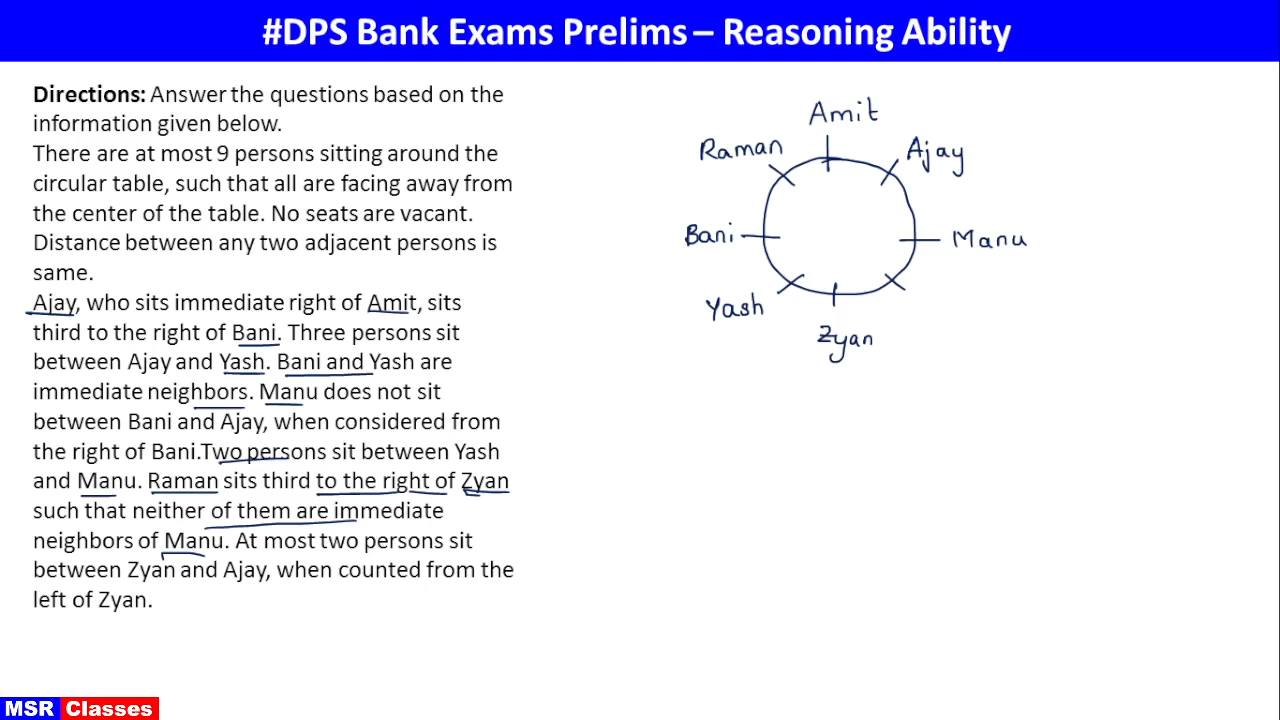 #DPS Bank Exams Prelims – Reasoning Ability
Directions: Answer the questions based on the
information given below.
There are at most 9 persons sitting around the
circular table, such that all are facing away from
the center of the table. No seats are vacant.
Distance between any two adjacent persons is
same.
Ajay, who sits immediate right of Amit, sits
third to the right of Bani. Three persons sit
between Ajay and Yash. Bani and Yash are
immediate neighbors. Manu does not sit
between Bani and Ajay, when considered from
the right of Bani.Two persons sit between Yash
and Manu. Raman sits third to the right of Zyan
such that neither of them are immediate
neighbors of Manu. At most two persons sit
between Zyan and Ajay, when counted from the
left of Zyan.
Amit
Raman
Ajay
Bani
Manu
Yash
Zyan
MSR Classes